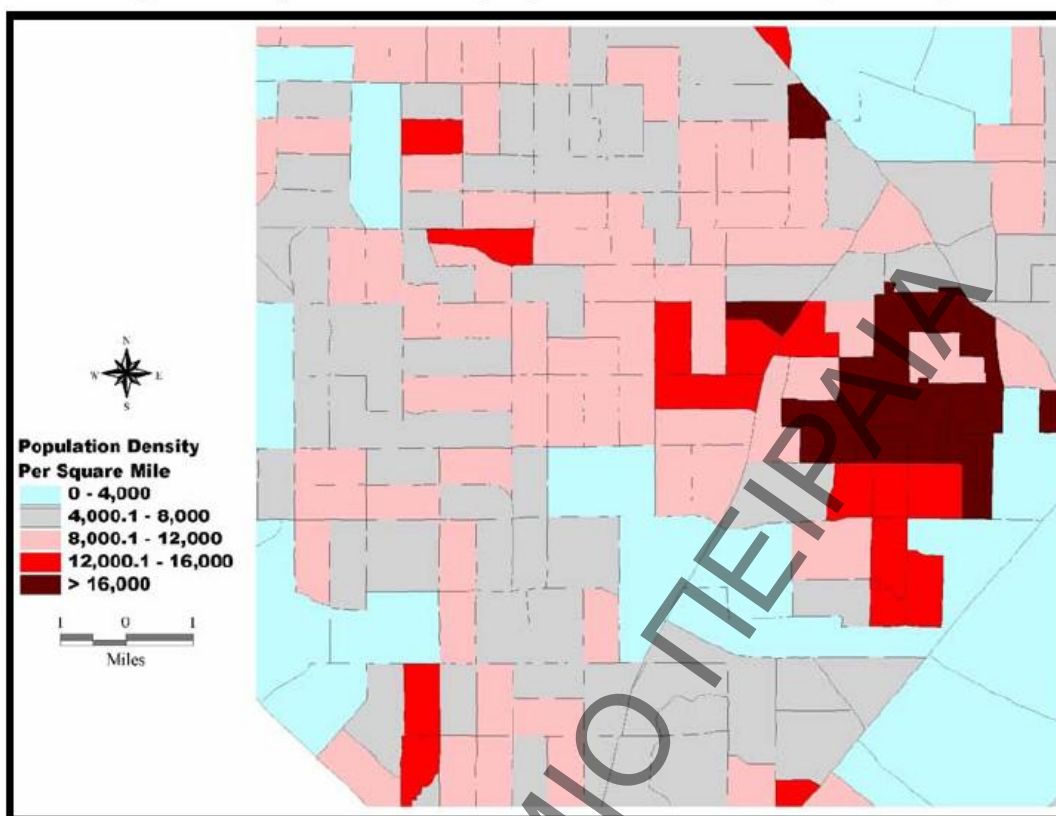 N
W E
S
Population Density
Per Square Mile
0 - 4,000
4,000.1 - 8,000
8,000.1 - 12,000
12,000.1 - 16,000
> 16,000
1 0 1
Miles
ΜΙΟ ΠΕΙΡΑΙΑ